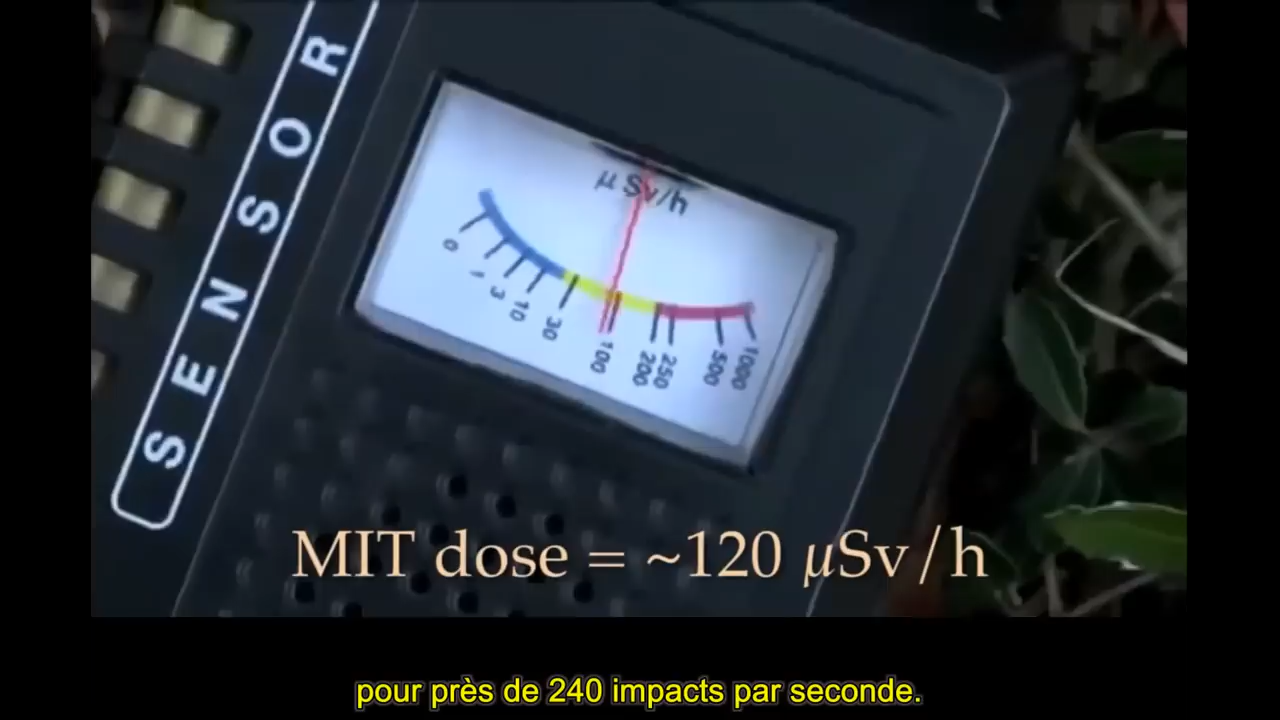 SENSOR
µSv/h
0 1 3 10 30 100 200 250 500 1000
MIT dose = ~120 µSv/h
pour près de 240 impacts par seconde.